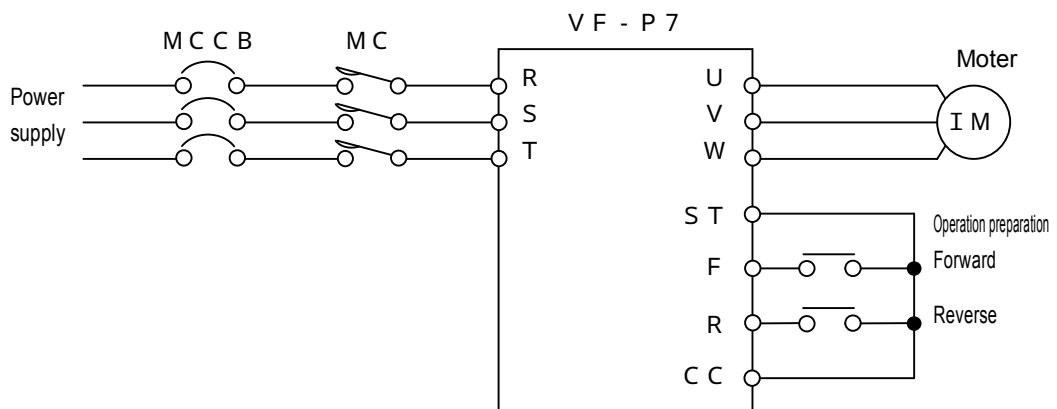 VF-P7
MCCB MC
Moter
Power
supply
R
S
T
U
V
W
IM
ST
F
R
CC
Operation preparation
Forward
Reverse